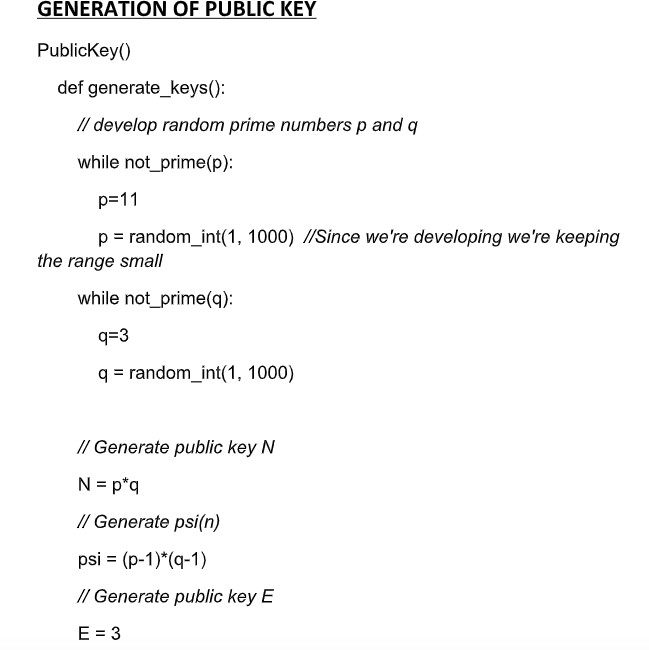 GENERATION OF PUBLIC KEY
PublicKey()
def generate_keys():
// develop random prime numbers p and q
while not_prime(p):
p=11
p = random_int(1, 1000) //Since we're developing we're keeping
the range small
while not_prime(q):
q=3
q = random_int(1, 1000)
// Generate public key N
N = p*q
// Generate psi(n)
psi = (p-1)*(q-1)
// Generate public key E
E = 3